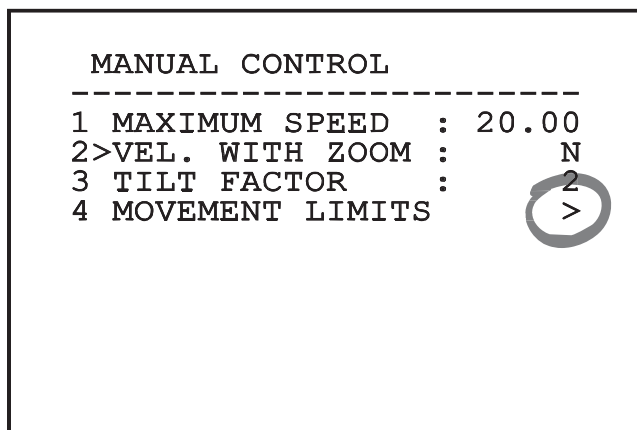 MANUAL CONTROL
--------------------------
1 MAXIMUM SPEED : 20.00
2>VEL. WITH ZOOM : N
3 TILT FACTOR : 2
4 MOVEMENT LIMITS >